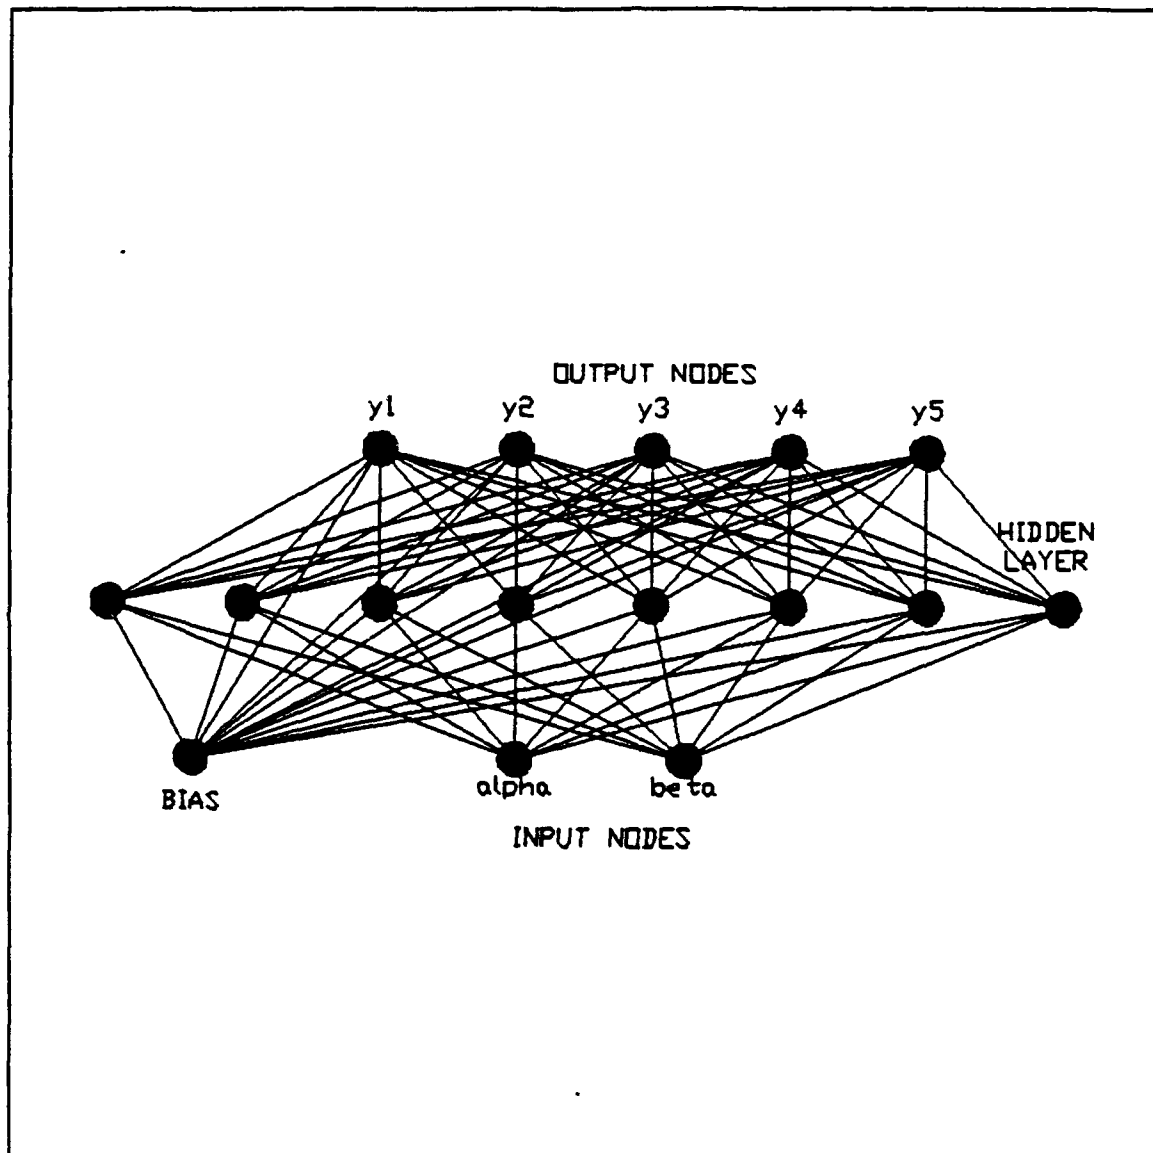 OUTPUT NODES
y1 y2 y3 y4 y5
HIDDEN
LAYER
BIAS
alpha beta
INPUT NODES